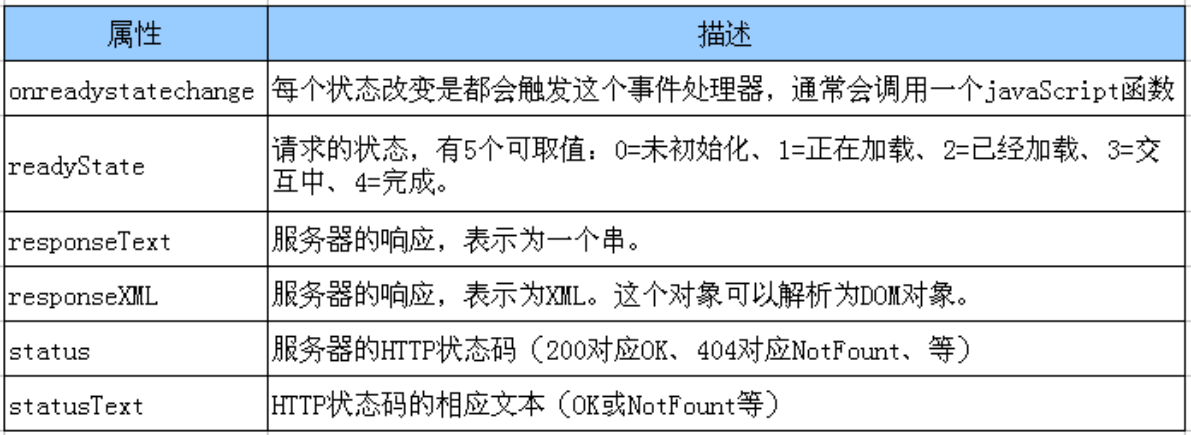 属性 描述
onreadystatechange 每个状态改变是都会触发这个事件处理器，通常会调用一个javaScript函数
readyState 请求的状态，有5个可取值：0=未初始化、1=正在加载、2=已经加载、3=交
互中、4=完成。
responseText 服务器的响应，表示为一个串。
responseXML 服务器的响应，表示为XML。这个对象可以解析为DOM对象。
status 服务器的HTTP状态码（200对应OK、404对应NotFount、等）
statusText HTTP状态码的相应文本（OK或NotFount等）